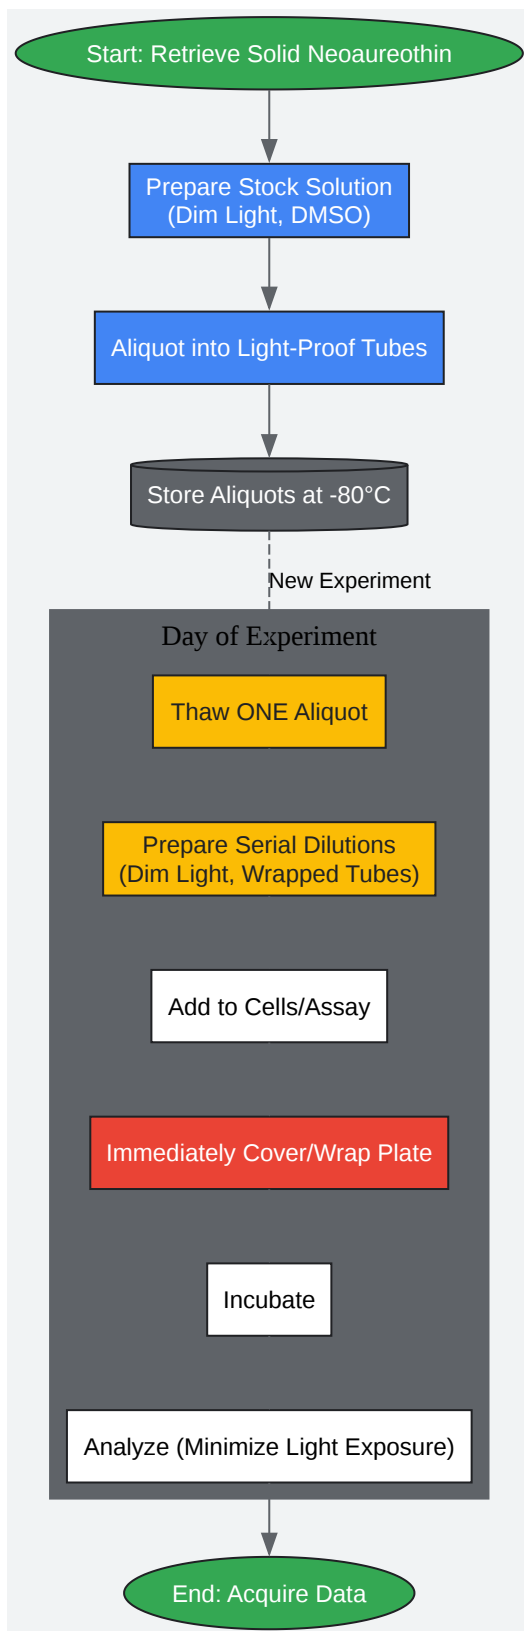 Start: Retrieve Solid Neoaureothin
Prepare Stock Solution
(Dim Light, DMSO)
Aliquot into Light-Proof Tubes
Store Aliquots at -80°C
New Experiment
Day of Experiment
Thaw ONE Aliquot
Prepare Serial Dilutions
(Dim Light, Wrapped Tubes)
Add to Cells/Assay
Immediately Cover/Wrap Plate
Incubate
Analyze (Minimize Light Exposure)
End: Acquire Data